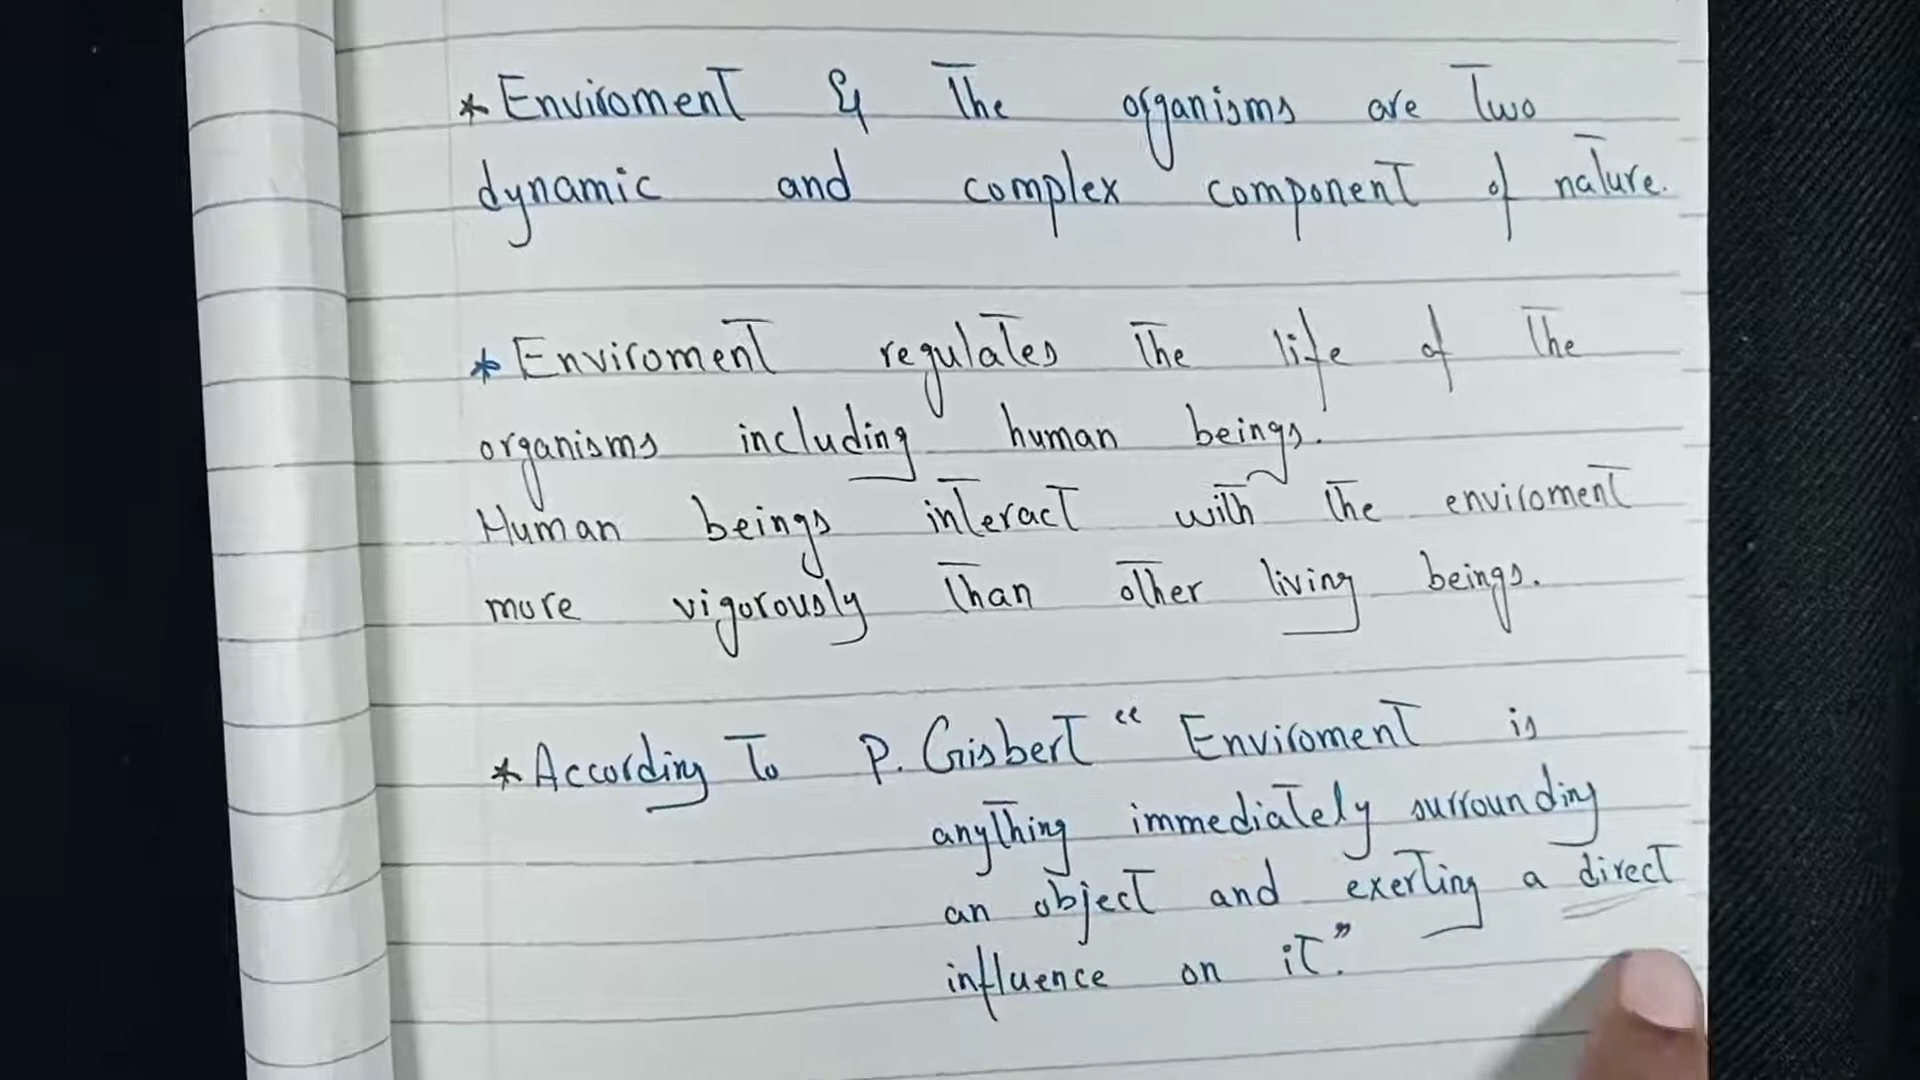 * Enviroment & the organisms are two
dynamic and complex component of nature.
* Enviroment regulates the life of the
organisms including human beings.
Human beings interact with the enviroment
more vigorously than other living beings.
* According to P. Gisbert “ Enviroment is
anything immediately surrounding
an object and exerting a direct
influence on it.”